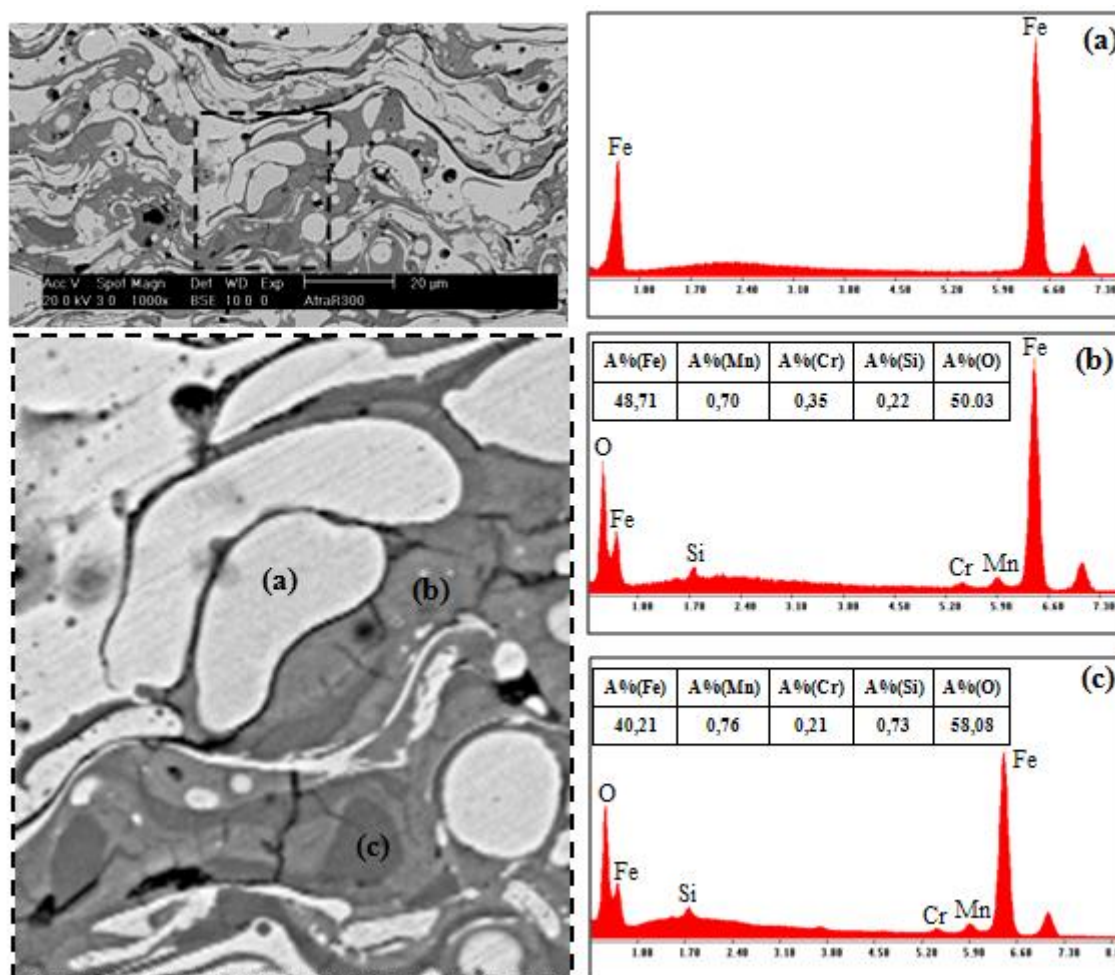 Acc V Spot Magn Det WD Exp 20 µm
20.0 kV 3.0 1000x BSE 10.0 0 AtraR300
(a)
(b)
(c)
Fe (a)
Fe
1.00 1.70 2.40 3.10 3.80 4.50 5.20 5.90 6.60 7.30
A%(Fe) A%(Mn) A%(Cr) A%(Si) A%(O) Fe (b)
48,71 0,70 0,35 0,22 50.03
O
Fe
Si Cr Mn
1.00 1.70 2.40 3.10 3.80 4.50 5.20 5.90 6.60 7.30
A%(Fe) A%(Mn) A%(Cr) A%(Si) A%(O) (c)
40,21 0,76 0,21 0,73 58,08
Fe
O
Fe
Si Cr Mn
1.00 1.70 2.40 3.10 3.80 4.50 5.20 5.90 6.60 7.30